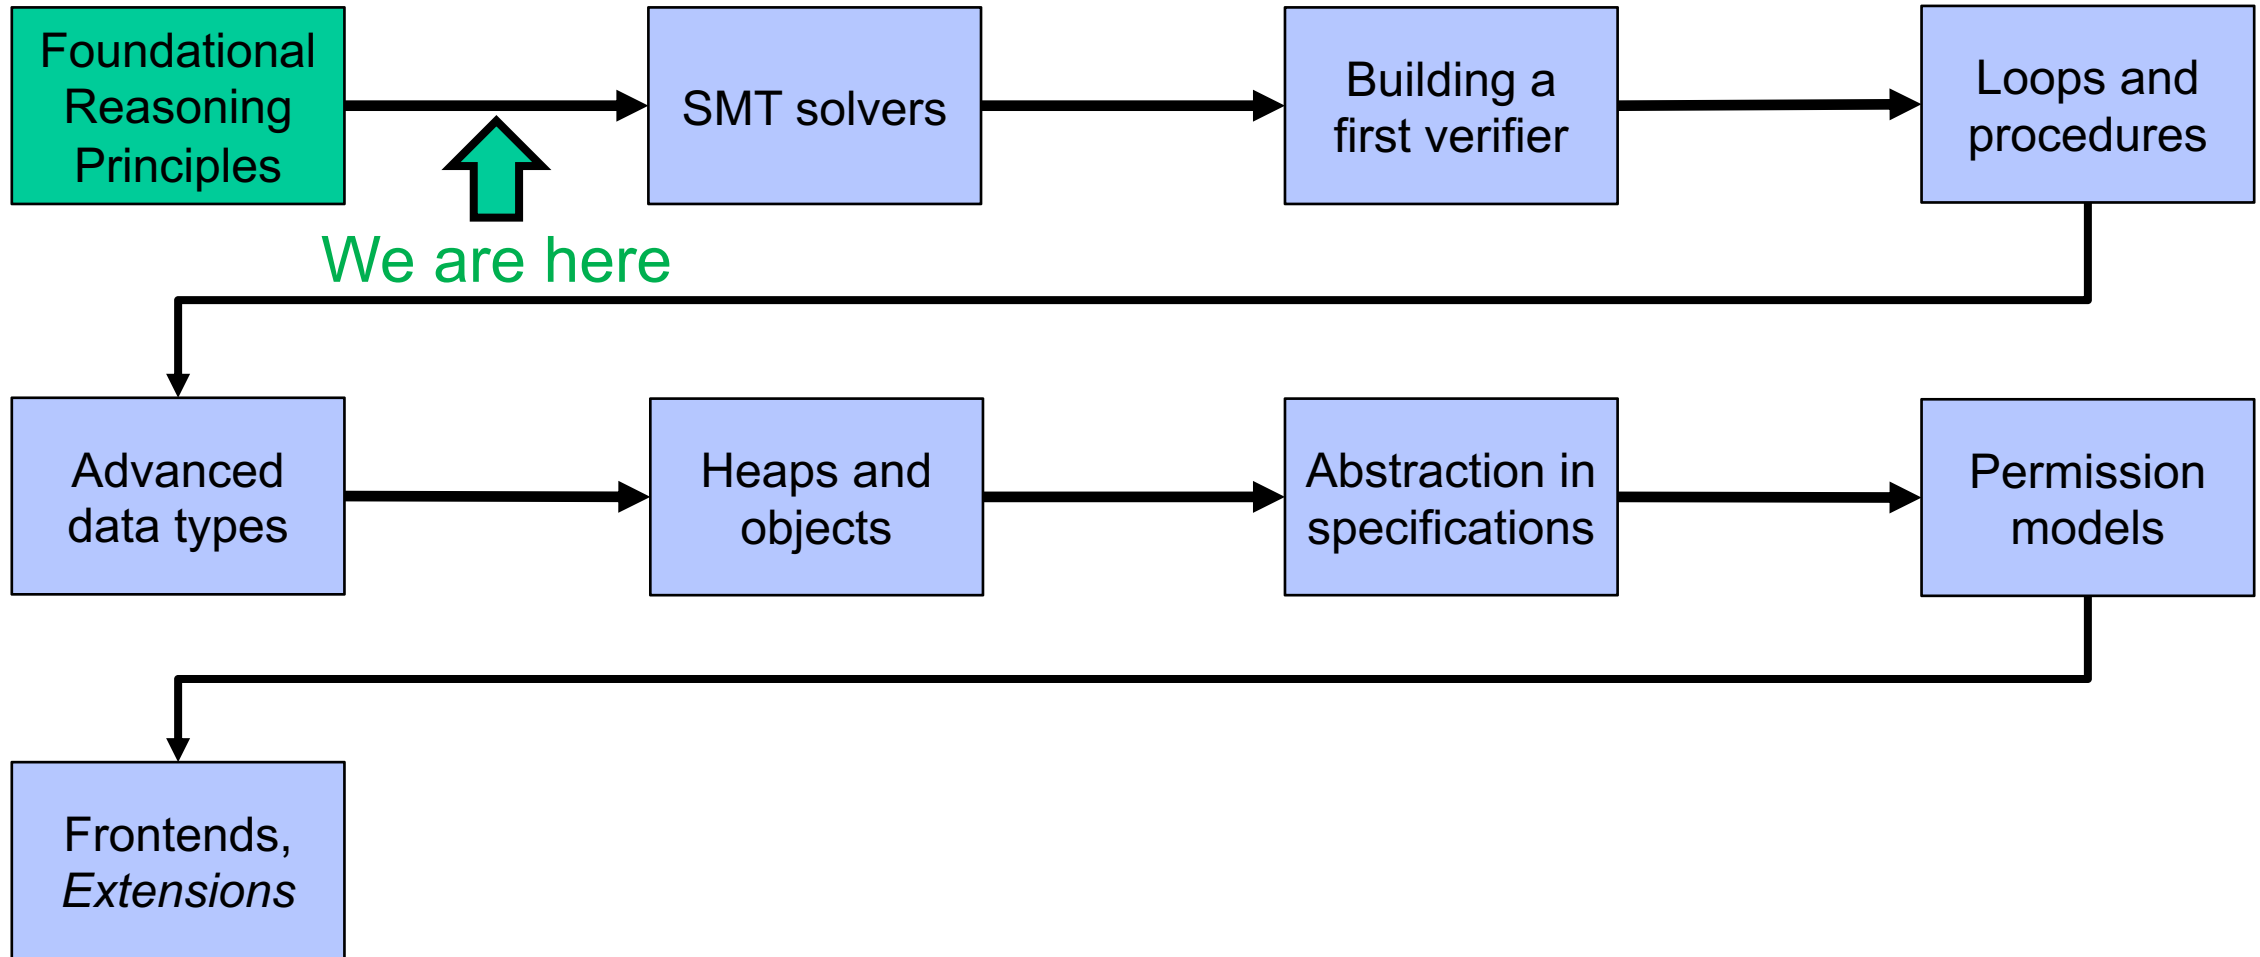 Foundational
Reasoning
Principles
SMT solvers
Building a
first verifier
Loops and
procedures
We are here
Advanced
data types
Heaps and
objects
Abstraction in
specifications
Permission
models
Frontends,
Extensions